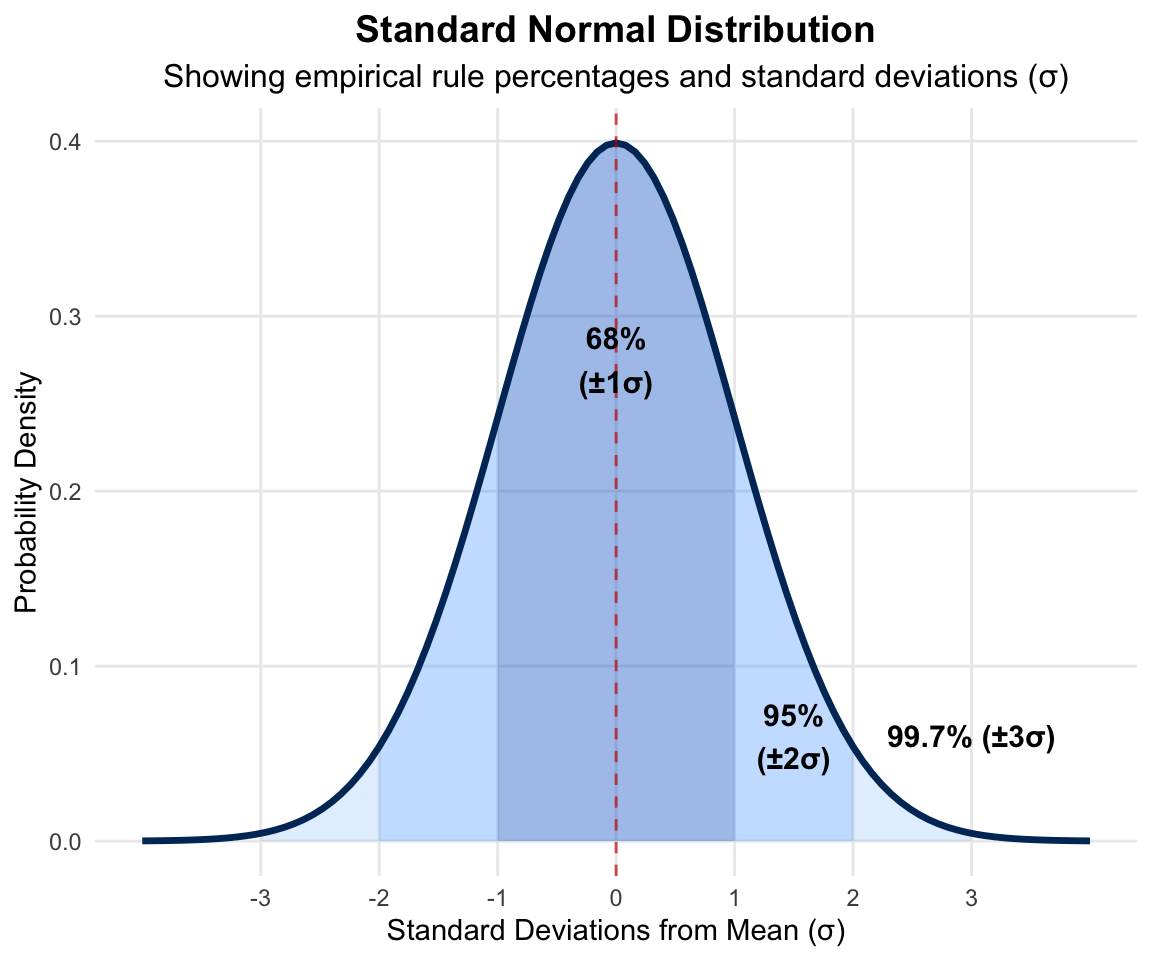 Standard Normal Distribution
Showing empirical rule percentages and standard deviations (σ)
Probability Density
0.4
0.3
0.2
0.1
0.0
68%
(±1σ)
95%
(±2σ)
99.7% (±3σ)
-3
-2
-1
0
1
2
3
Standard Deviations from Mean (σ)